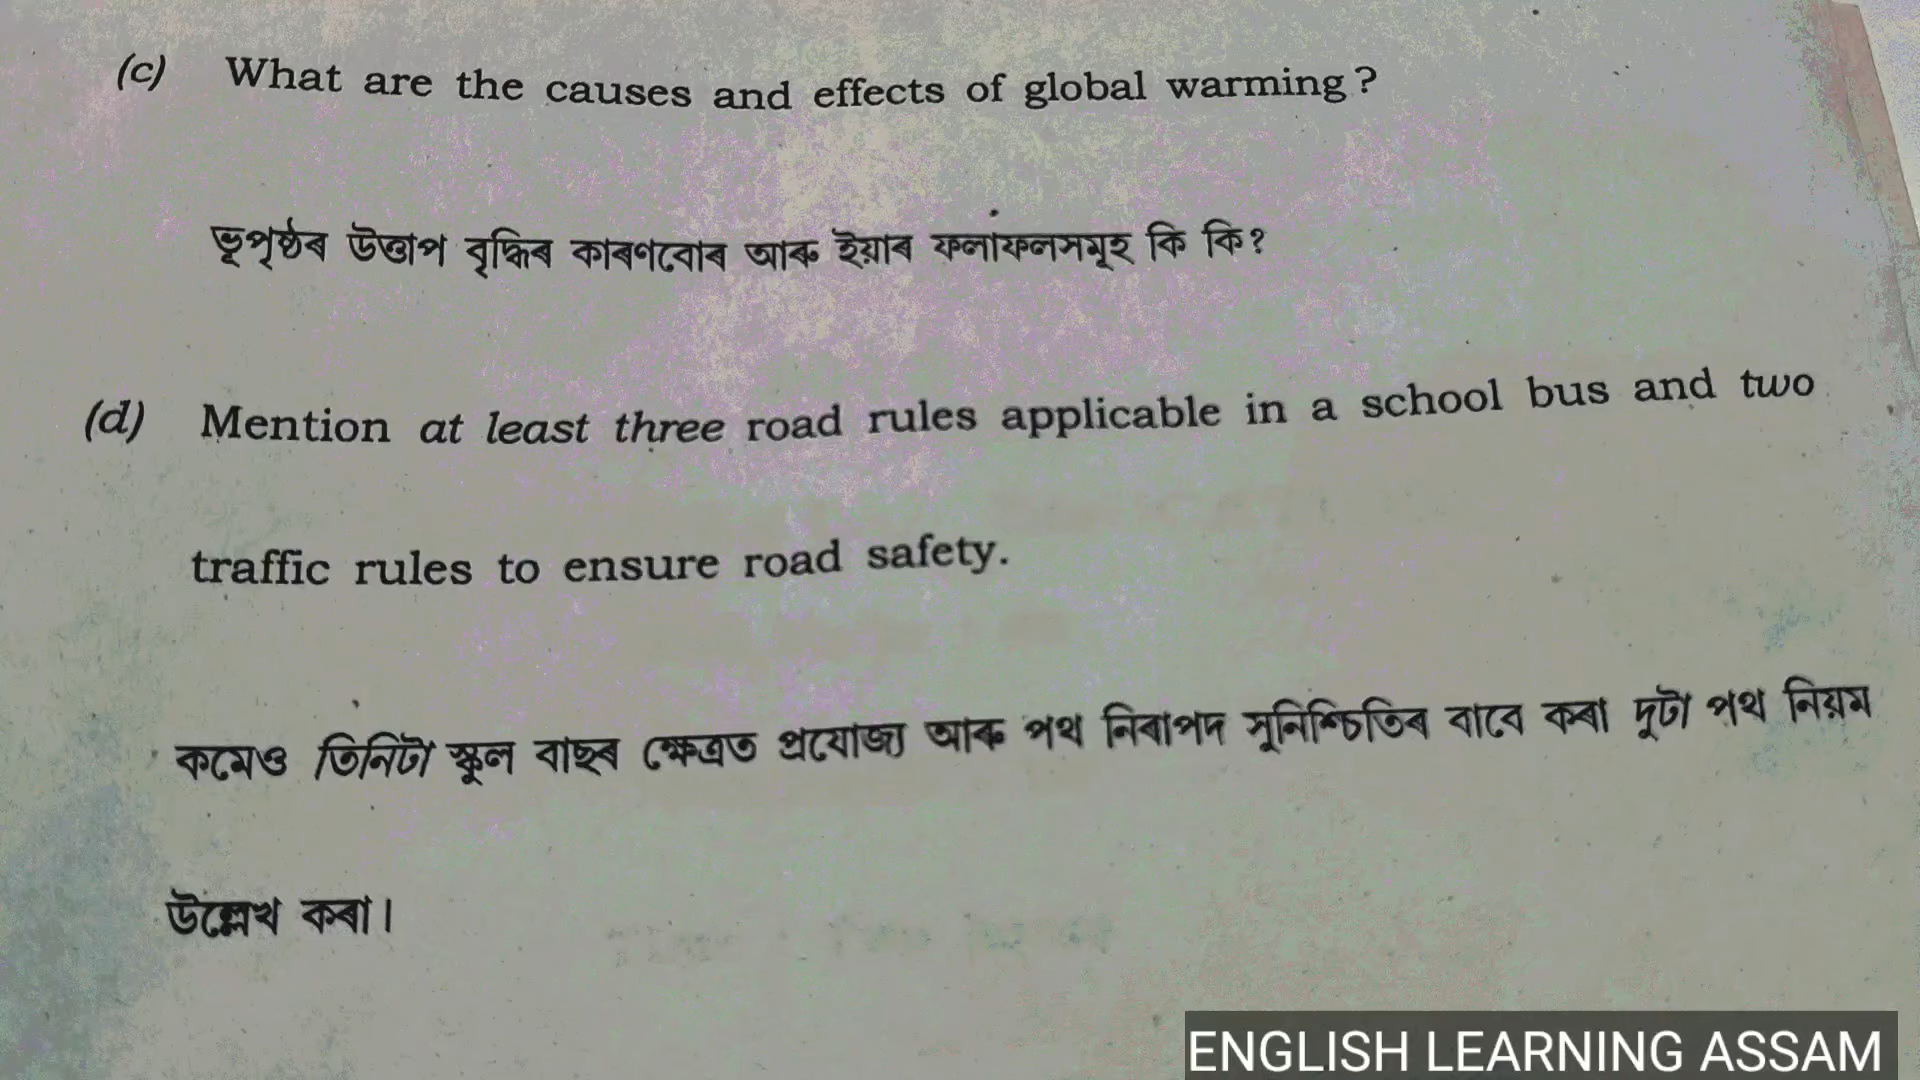 (c) What are the causes and effects of global warming?
ভূপৃষ্ঠৰ উত্তাপ বৃদ্ধিৰ কাৰণবোৰ আৰু ইয়াৰ ফলাফলসমূহ কি কি?
(d) Mention at least three road rules applicable in a school bus and two
traffic rules to ensure road safety.
কমেও তিনিটা স্কুল বাছৰ ক্ষেত্ৰত প্ৰযোজ্য আৰু পথ নিৰাপদ সুনিশ্চিতিৰ বাবে কৰা দুটা পথ নিয়ম
উল্লেখ কৰা।
ENGLISH LEARNING ASSAM